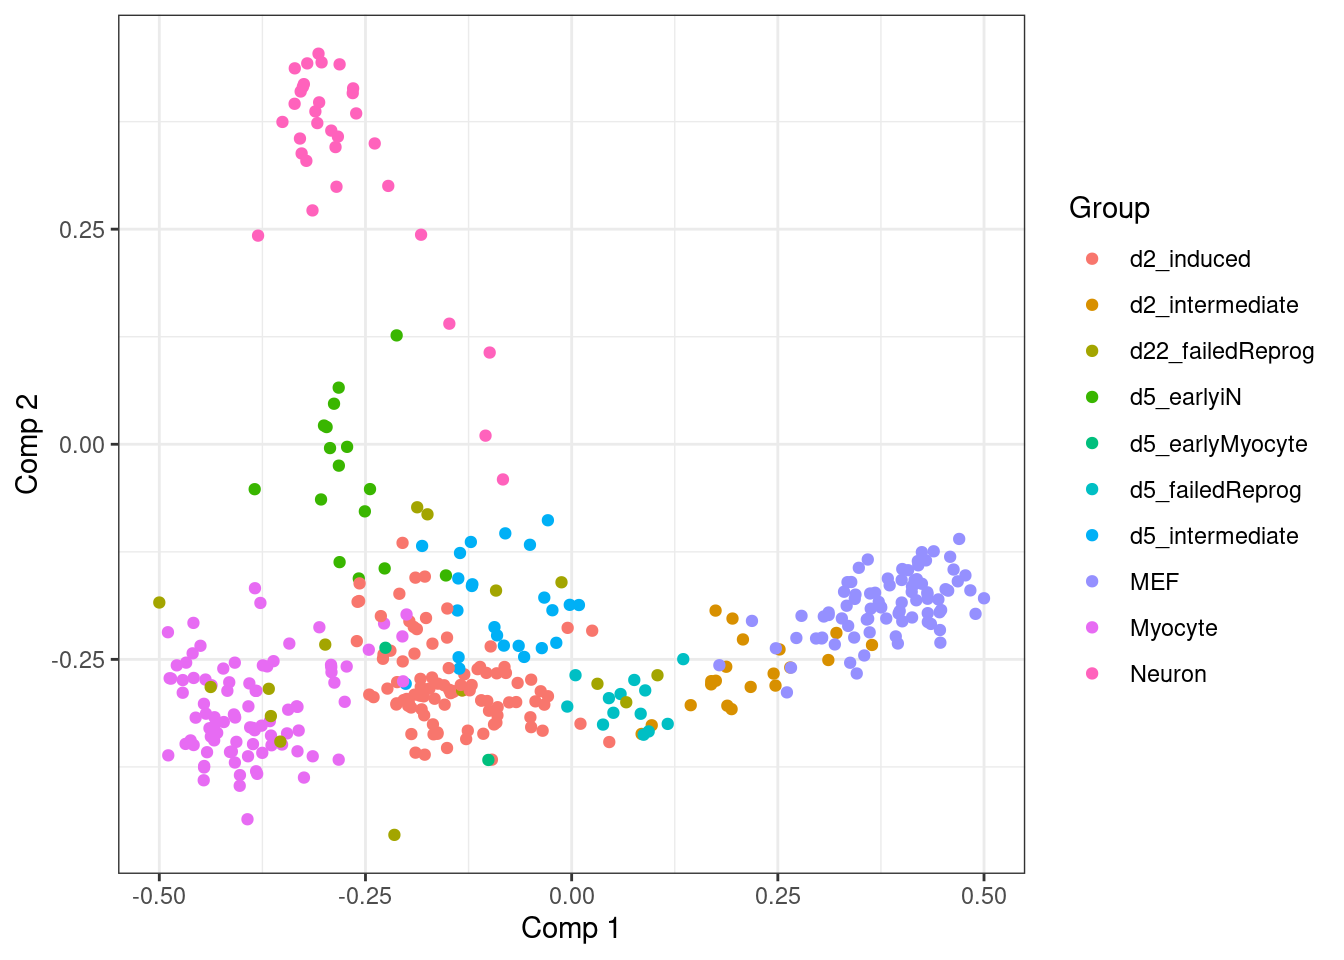 Comp 2
0.25
0.00
-0.25
-0.50
-0.25
0.00
0.25
0.50
Comp 1
Group
d2_induced
d2_intermediate
d22_failedReprog
d5_earlyiN
d5_earlyMyocyte
d5_failedReprog
d5_intermediate
MEF
Myocyte
Neuron